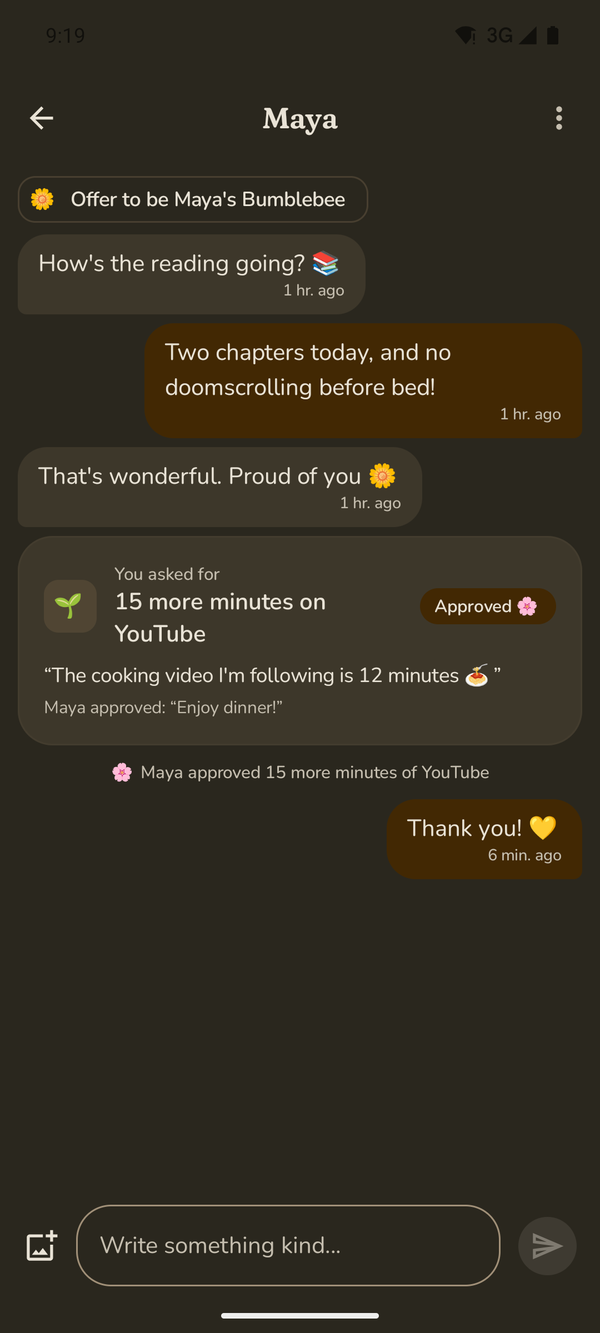 9:19
3G
Maya
🌼 Offer to be Maya's Bumblebee
How's the reading going? 📚
1 hr. ago
Two chapters today, and no
doomscrolling before bed!
1 hr. ago
That's wonderful. Proud of you 🌼
1 hr. ago
You asked for
15 more minutes on
YouTube
Approved 🌸
“The cooking video I'm following is 12 minutes 🍝 ”
Maya approved: “Enjoy dinner!”
🌸 Maya approved 15 more minutes of YouTube
Thank you! 💛
6 min. ago
Write something kind...